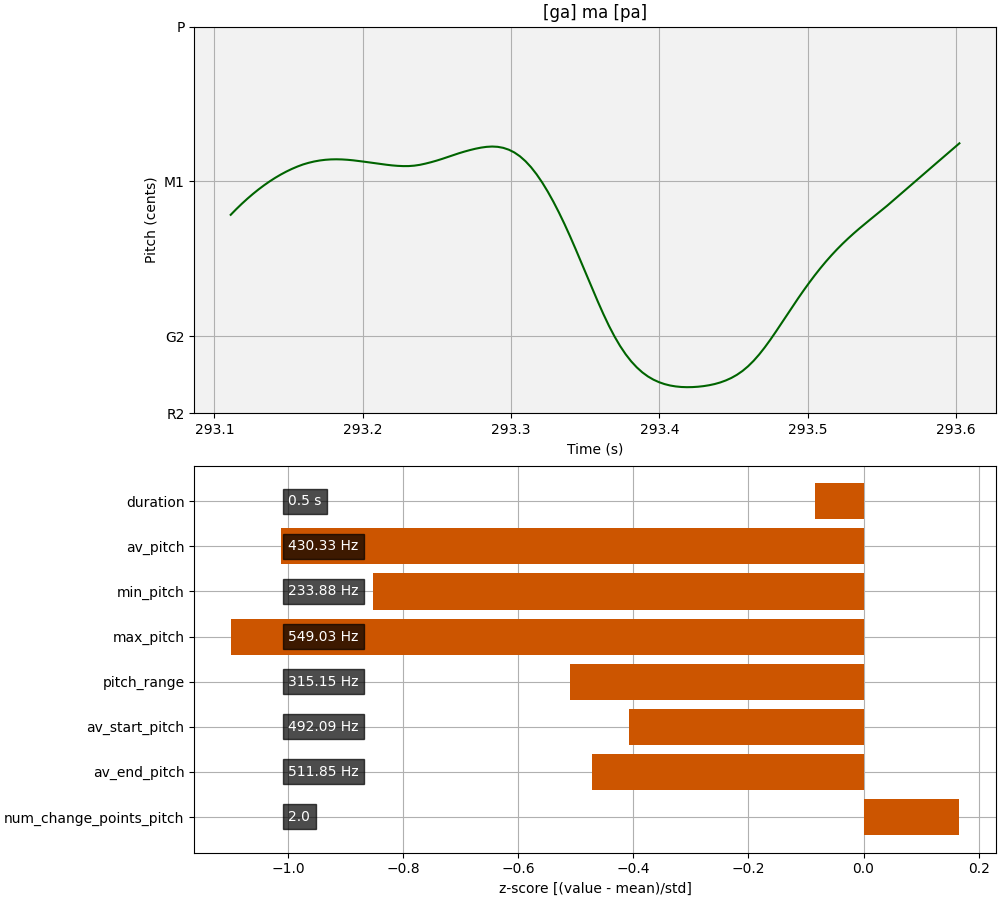 [ga] ma [pa]
P
M1
G2
R2
Pitch (cents)
293.1 293.2 293.3 293.4 293.5 293.6
Time (s)
duration 0.5 s
av_pitch 430.33 Hz
min_pitch 233.88 Hz
max_pitch 549.03 Hz
pitch_range 315.15 Hz
av_start_pitch 492.09 Hz
av_end_pitch 511.85 Hz
num_change_points_pitch 2.0
−1.0 −0.8 −0.6 −0.4 −0.2 0.0 0.2
z-score [(value - mean)/std]